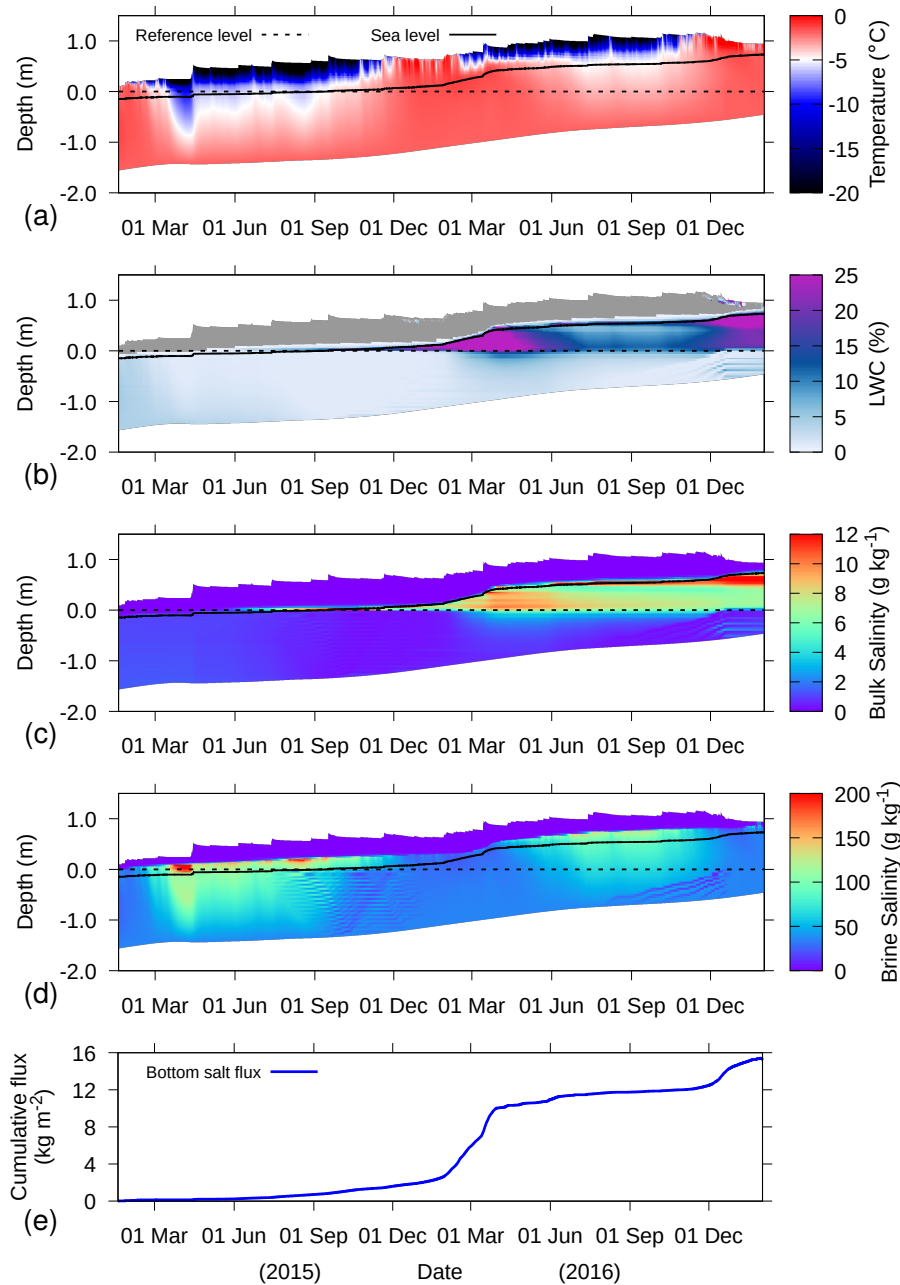 1.0
0.0
-1.0
-2.0
Depth (m)
Reference level
Sea level
0
-5
-10
-15
-20
Temperature (°C)
(a)
01 Mar 01 Jun 01 Sep 01 Dec 01 Mar 01 Jun 01 Sep 01 Dec
1.0
0.0
-1.0
-2.0
Depth (m)
25
20
15
10
5
0
LWC (%)
(b)
01 Mar 01 Jun 01 Sep 01 Dec 01 Mar 01 Jun 01 Sep 01 Dec
1.0
0.0
-1.0
-2.0
Depth (m)
12
10
8
6
4
2
0
Bulk Salinity (g kg⁻¹)
(c)
01 Mar 01 Jun 01 Sep 01 Dec 01 Mar 01 Jun 01 Sep 01 Dec
1.0
0.0
-1.0
-2.0
Depth (m)
200
150
100
50
0
Brine Salinity (g kg⁻¹)
(d)
01 Mar 01 Jun 01 Sep 01 Dec 01 Mar 01 Jun 01 Sep 01 Dec
16
12
8
4
0
Cumulative flux
(kg m⁻²)
Bottom salt flux
(e)
01 Mar 01 Jun 01 Sep 01 Dec 01 Mar 01 Jun 01 Sep 01 Dec
(2015) Date (2016)